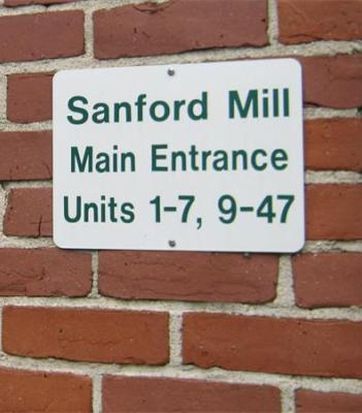 Sanford Mill
Main Entrance
Units 1-7, 9-47